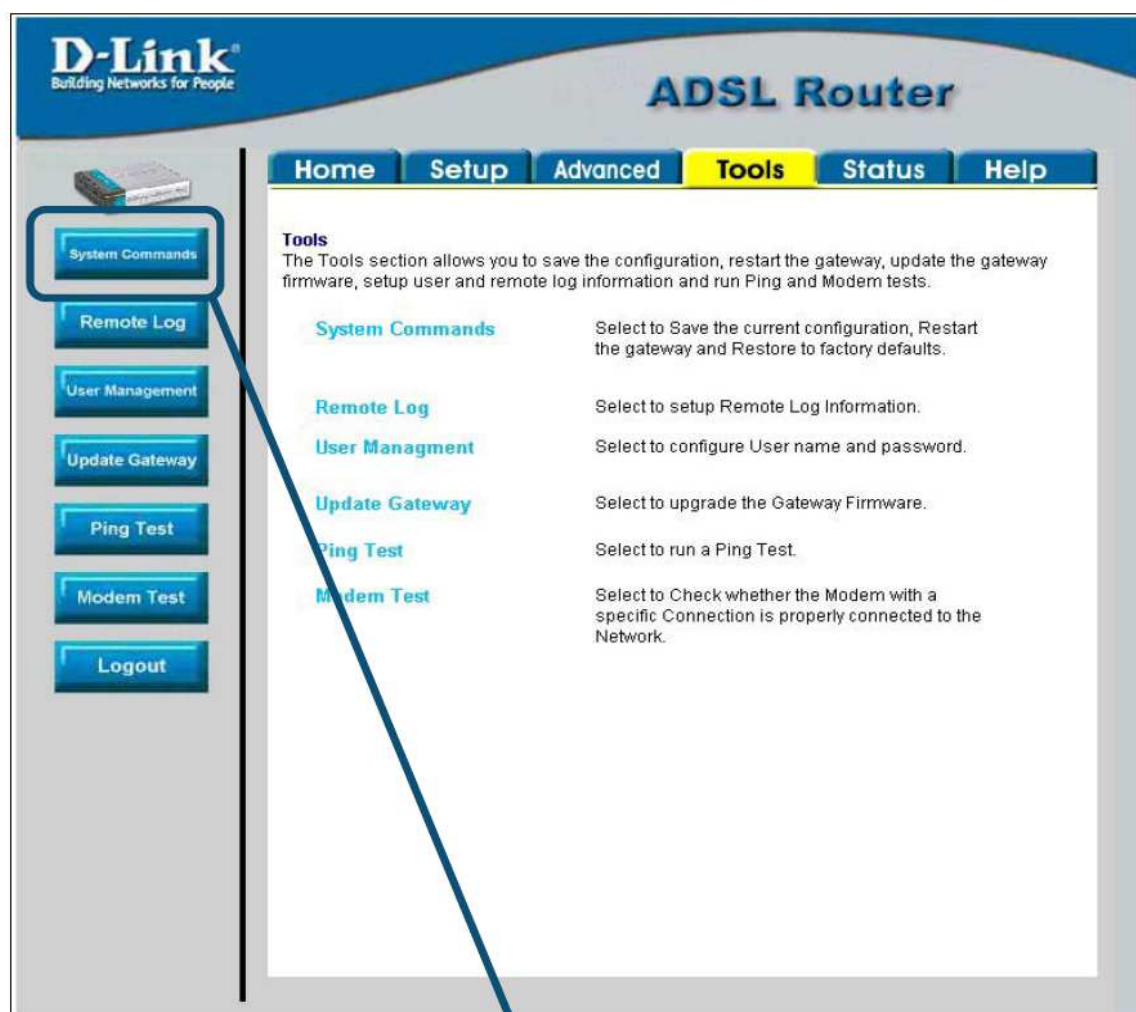 D-Link®
Building Networks for People
ADSL Router
Home
Setup
Advanced
Tools
Status
Help
System Commands
Remote Log
User Management
Update Gateway
Ping Test
Modem Test
Logout
Tools
The Tools section allows you to save the configuration, restart the gateway, update the gateway
firmware, setup user and remote log information and run Ping and Modem tests.
System Commands
Select to Save the current configuration, Restart
the gateway and Restore to factory defaults.
Remote Log
Select to setup Remote Log Information.
User Managment
Select to configure User name and password.
Update Gateway
Select to upgrade the Gateway Firmware.
Ping Test
Select to run a Ping Test.
Modem Test
Select to Check whether the Modem with a
specific Connection is properly connected to the
Network.